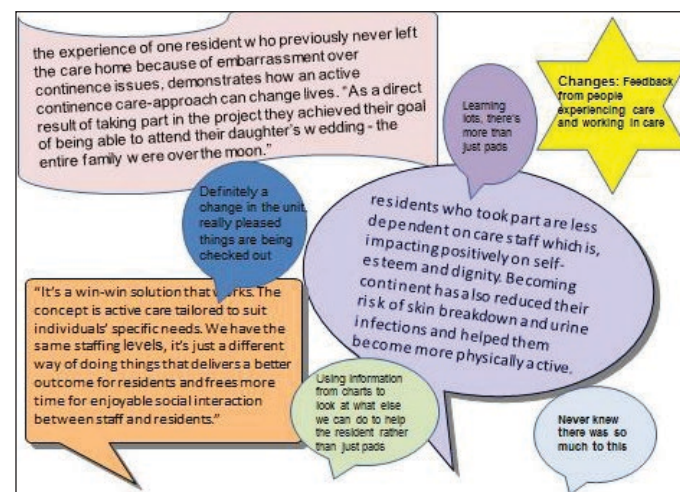 the experience of one resident who previously never left
the care home because of embarrassment over
continence issues, demonstrates how an active
continence care-approach can change lives. “As a direct
result of taking part in the project they achieved their goal
of being able to attend their daughter’s wedding - the
entire family were over the moon.”
Learning
lots, there’s
more than
just pads
Changes: Feedback
from people
experiencing care
and working in care
Definitely a
change in the unit,
really pleased
things are being
checked out
residents who took part are less
dependent on care staff which is,
impacting positively on self-
esteem and dignity. Becoming
continent has also reduced their
risk of skin breakdown and urine
infections and helped them
become more physically active.
“It’s a win-win solution that works. The
concept is active care tailored to suit
individuals’ specific needs. We have the
same staffing levels, it’s just a different
way of doing things that delivers a better
outcome for residents and frees more
time for enjoyable social interaction
between staff and residents.”
Using information
from charts to
look at what else
we can do to help
the resident rather
than just pads
Never knew
there was so
much to this